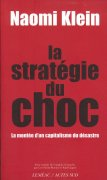 Naomi Klein
la
stratégie
du
choc
La montée d'un capitalisme du désastre
LEMÉAC / ACTES SUD